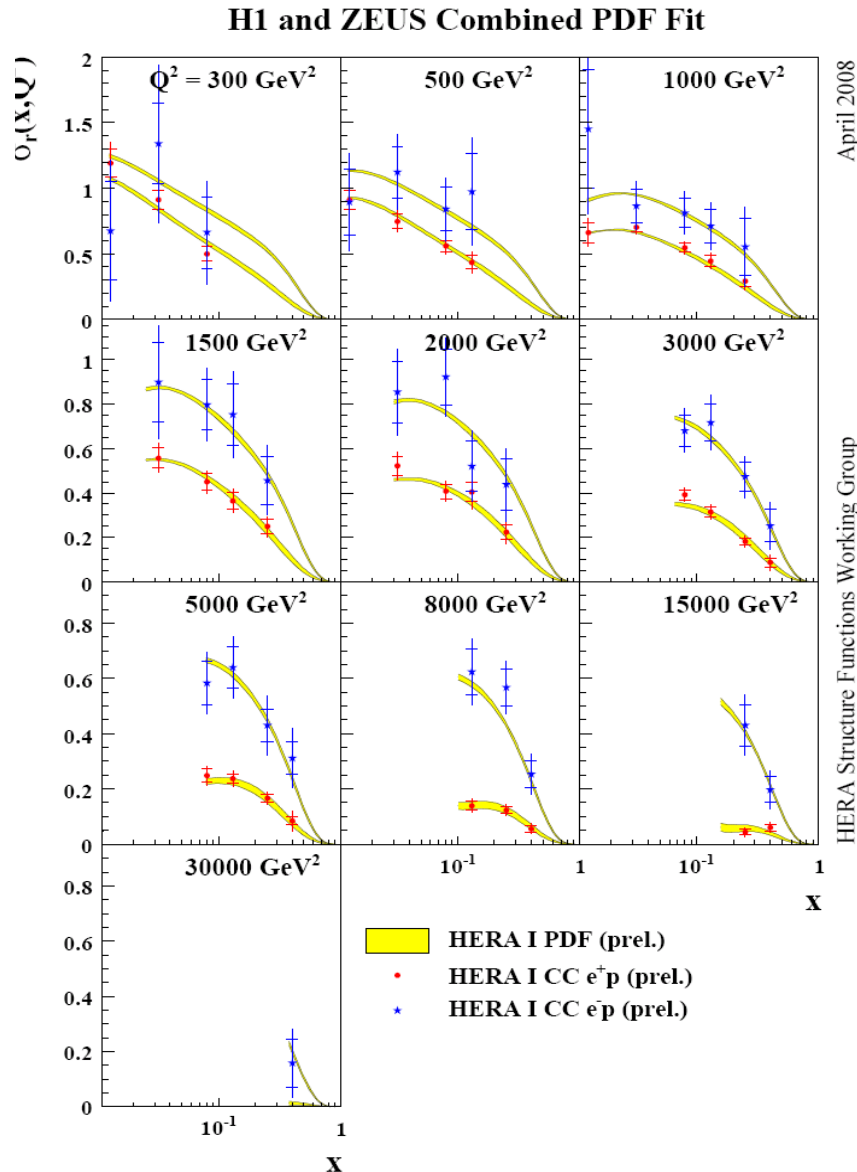 H1 and ZEUS Combined PDF Fit
σr(x,Q²)
Q² = 300 GeV²
500 GeV²
1000 GeV²
2
1.5
1
0.5
0
1500 GeV²
2000 GeV²
3000 GeV²
1
0.8
0.6
0.4
0.2
0
5000 GeV²
8000 GeV²
15000 GeV²
0.8
0.6
0.4
0.2
0
10⁻¹
1
10⁻¹
1
x
30000 GeV²
0.8
0.6
0.4
0.2
0
10⁻¹
1
x
HERA I PDF (prel.)
HERA I CC e⁺p (prel.)
HERA I CC e⁻p (prel.)
April 2008
HERA Structure Functions Working Group